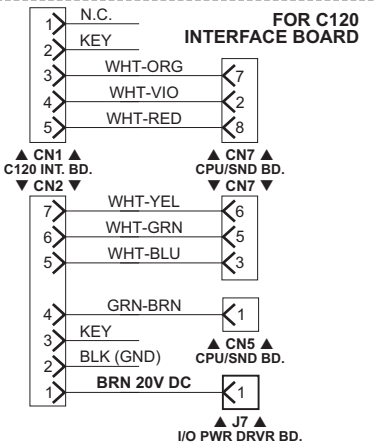 FOR C120
INTERFACE BOARD
1 N.C.
2 KEY
3 WHT-ORG 7
4 WHT-VIO 2
5 WHT-RED 8
▲ CN1 ▲ ▲ CN7 ▲
C120 INT. BD. CPU/SND BD.
▼ CN2 ▼ ▼ CN7 ▼
7 WHT-YEL 6
6 WHT-GRN 5
5 WHT-BLU 3
4 GRN-BRN 1
3 KEY
▲ CN5 ▲
2 BLK (GND)
CPU/SND BD.
1 BRN 20V DC 1
▲ J7 ▲
I/O PWR DRVR BD.